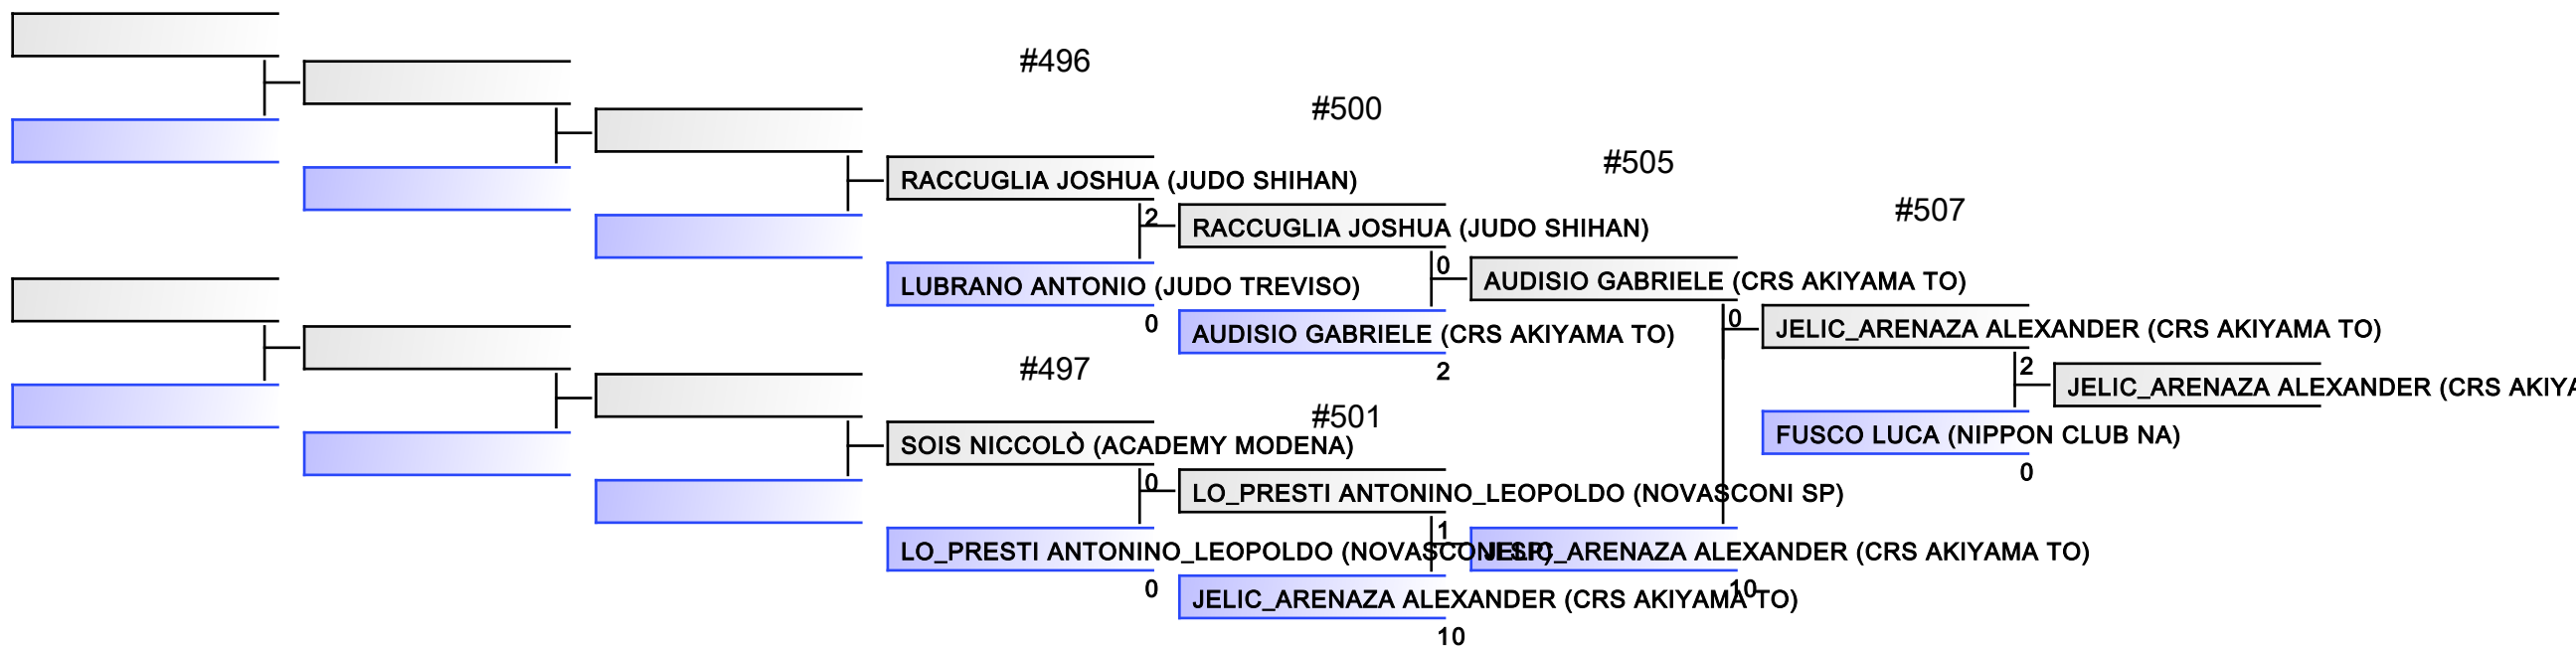 #496
#500
#505
RACCUGLIA JOSHUA (JUDO SHIHAN)
#507
2
RACCUGLIA JOSHUA (JUDO SHIHAN)
0
AUDISIO GABRIELE (CRS AKIYAMA TO)
LUBRANO ANTONIO (JUDO TREVISO)
0
0
AUDISIO GABRIELE (CRS AKIYAMA TO)
JELIC_ARENAZA ALEXANDER (CRS AKIYAMA TO)
#497
2
2
JELIC_ARENAZA ALEXANDER (CRS AKIYA
#501
FUSCO LUCA (NIPPON CLUB NA)
0
SOIS NICCOLÒ (ACADEMY MODENA)
0
LO_PRESTI ANTONINO_LEOPOLDO (NOVASCONI SP)
1
LO_PRESTI ANTONINO_LEOPOLDO (NOVASCONI SP)
JELIC_ARENAZA ALEXANDER (CRS AKIYAMA TO)
0
10
JELIC_ARENAZA ALEXANDER (CRS AKIYAMA TO)
10